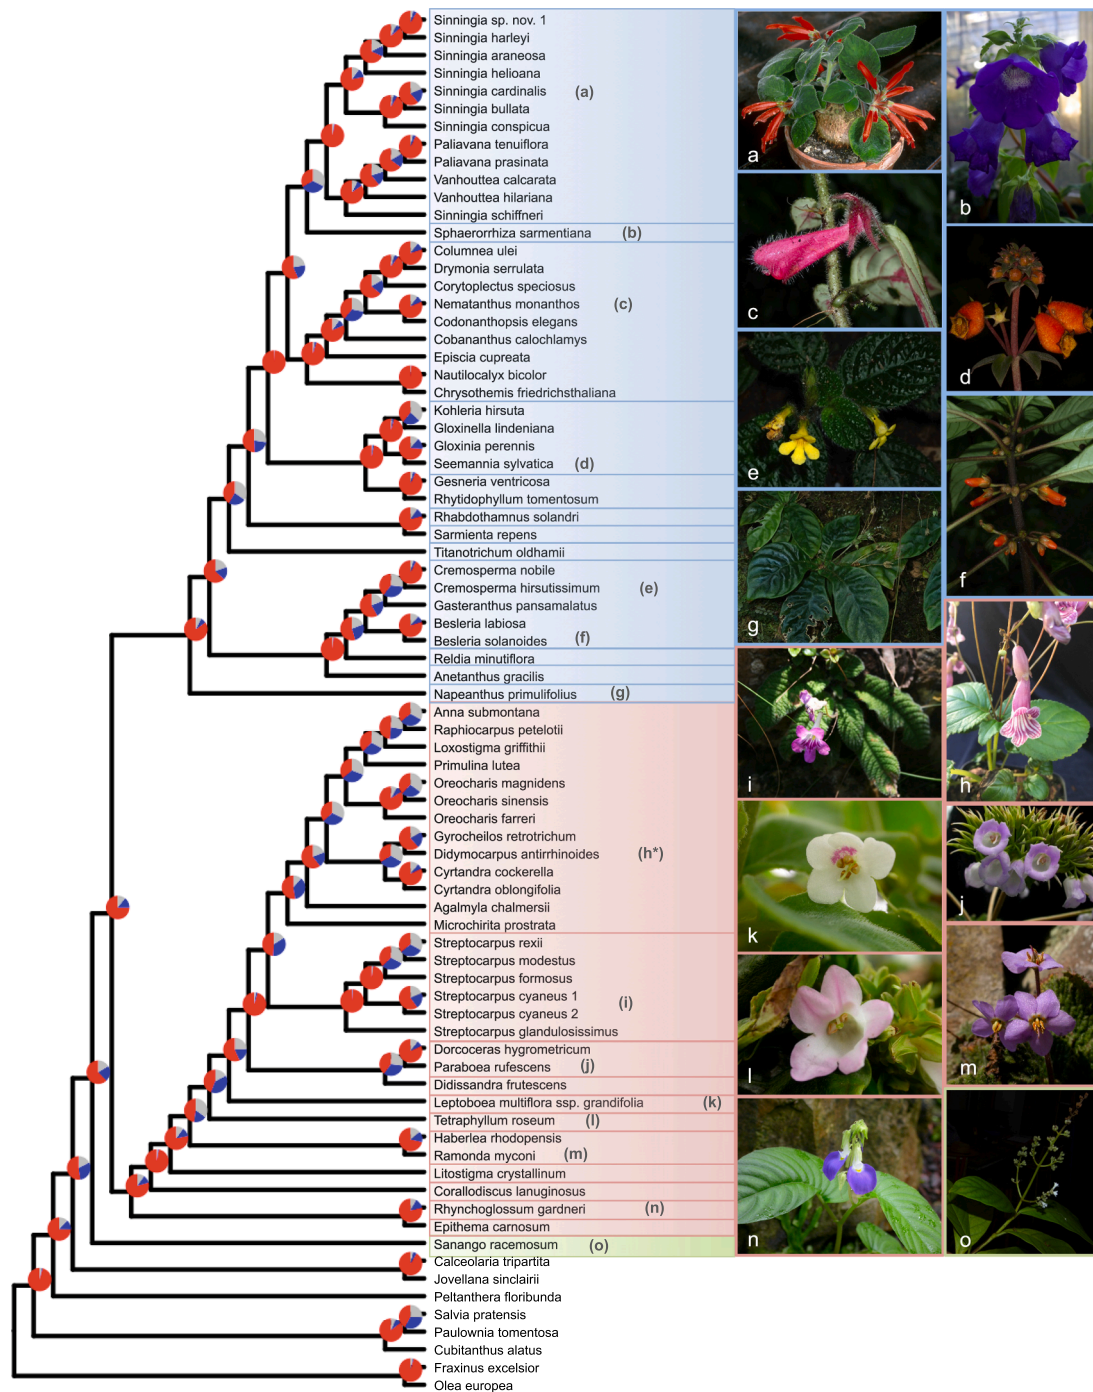 Sinningia sp. nov. 1
Sinningia harleyi
Sinningia araneosa
Sinningia helioana
Sinningia cardinalis (a)
Sinningia bullata
Sinningia conspicua
Paliavana tenuiflora
Paliavana prasinata
Vanhouttea calcarata
Vanhouttea hilariana
Sinningia schiffneri
Sphaerorrhiza sarmentiana (b)
Columnea ulei
Drymonia serrulata
Corytoplectus speciosus
Nematanthus monanthos (c)
Codonanthopsis elegans
Cobananthus calochlamys
Episcia cupreata
Nautilocalyx bicolor
Chrysothemis friedrichsthaliana
Kohleria hirsuta
Gloxinella lindeniana
Gloxinia perennis
Seemannia sylvatica (d)
Gesneria ventricosa
Rhytidophyllum tomentosum
Rhabdothamnus solandri
Sarmienta repens
Titanotrichum oldhamii
Cremosperma nobile
Cremosperma hirsutissimum (e)
Gasteranthus pansamalatus
Besleria labiosa
Besleria solanoides (f)
Reldia minutiflora
Anetanthus gracilis
Napeanthus primulifolius (g)
Anna submontana
Raphiocarpus petelotii
Loxostigma griffithii
Primulina lutea
Oreocharis magnidens
Oreocharis sinensis
Oreocharis farreri
Gyrocheilos retrotrichum
Didymocarpus antirrhinoides (h*)
Cyrtandra cockerella
Cyrtandra oblongifolia
Agalmyla chalmersii
Microchirita prostrata
Streptocarpus rexii
Streptocarpus modestus
Streptocarpus formosus
Streptocarpus cyaneus 1
(i)
Streptocarpus cyaneus 2
Streptocarpus glandulosissimus
Dorcoceras hygrometricum
Paraboea rufescens (j)
Didissandra frutescens
Leptoboea multiflora ssp. grandifolia (k)
Tetraphyllum roseum (l)
Haberlea rhodopensis
Ramonda myconi (m)
Litostigma crystallinum
Corallodiscus lanuginosus
Rhynchoglossum gardneri (n)
Epithema carnosum
Sanango racemosum (o)
Calceolaria tripartita
Jovellana sinclairii
Peltanthera floribunda
Salvia pratensis
Paulownia tomentosa
Cubitanthus alatus
Fraxinus excelsior
Olea europea
a
b
c
d
e
f
g
h
i
j
k
l
m
n
o